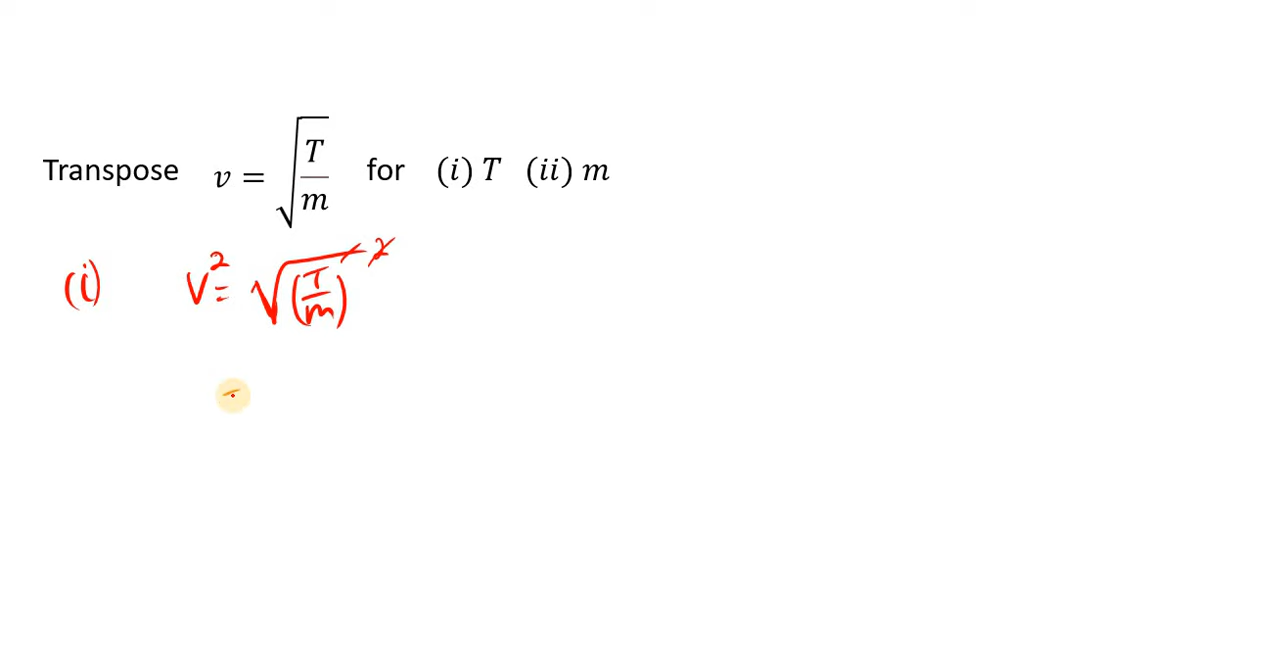 Transpose v = √(T/m) for (i) T (ii) m
(i) V² = √(T/m)²
=